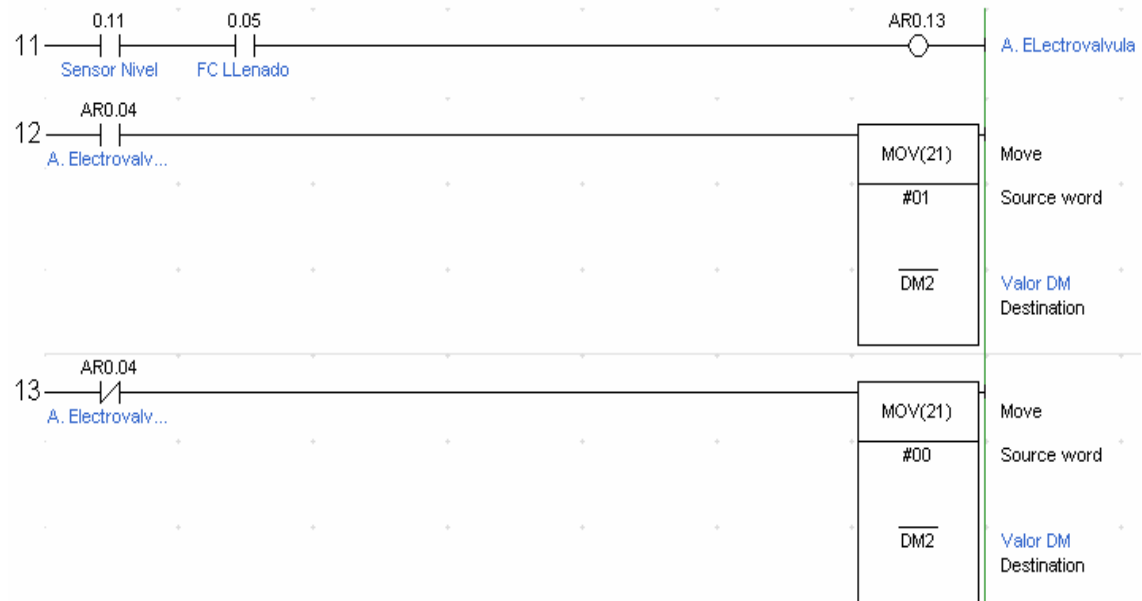 0.11 0.05 AR0.13
11 A. ELectrovalvula
Sensor Nivel FC LLenado
AR0.04
12
A. Electrovalv... MOV(21) Move
#01 Source word
DM2 Valor DM
Destination
AR0.04
13
A. Electrovalv... MOV(21) Move
#00 Source word
DM2 Valor DM
Destination